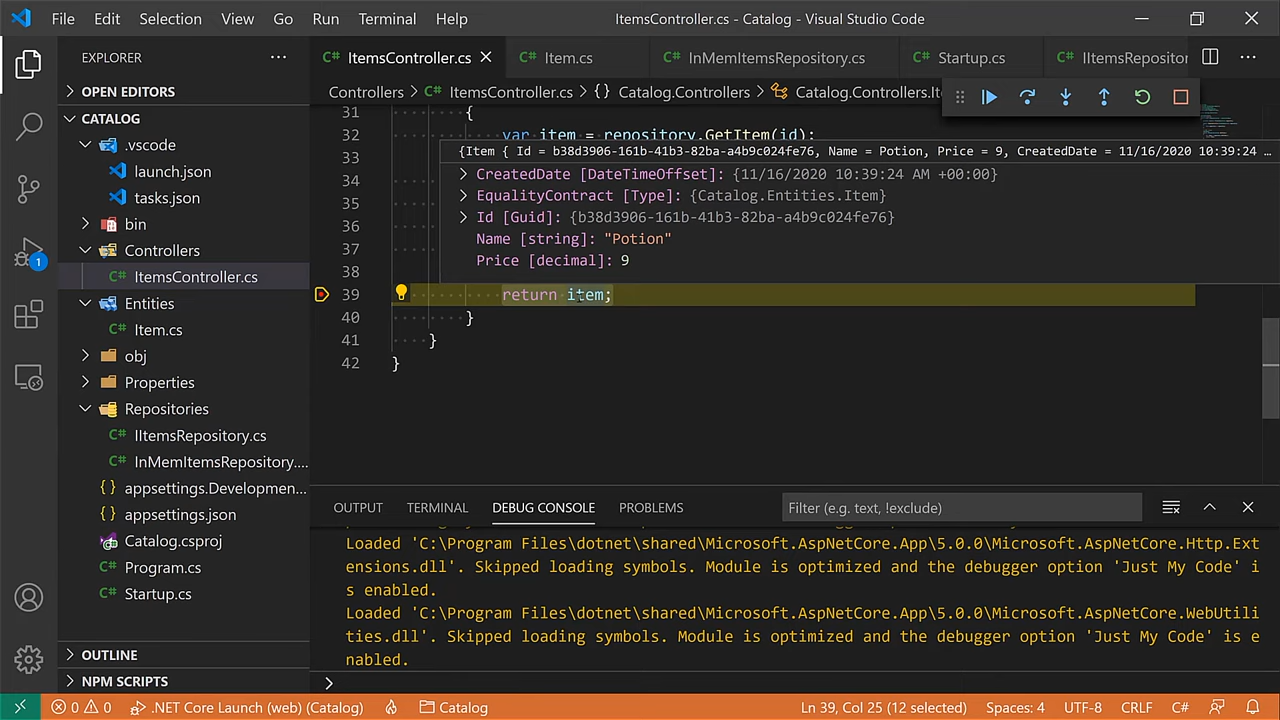 File Edit Selection View Go Run Terminal Help ItemsController.cs - Catalog - Visual Studio Code
EXPLORER
OPEN EDITORS
CATALOG
.vscode
launch.json
tasks.json
bin
Controllers
C# ItemsController.cs
Entities
C# Item.cs
obj
Properties
Repositories
C# IItemsRepository.cs
C# InMemItemsRepository....
{} appsettings.Developmen...
{} appsettings.json
Catalog.csproj
C# Program.cs
C# Startup.cs
OUTLINE
NPM SCRIPTS
1
C# ItemsController.cs C# Item.cs C# InMemItemsRepository.cs C# Startup.cs C# IItemsRepositor
Controllers > C# ItemsController.cs > {} Catalog.Controllers > Catalog.Controllers.It
31 {
32 var item = repository.GetItem(id);
33
34
35
36
37
38
{Item { Id = b38d3906-161b-41b3-82ba-a4b9c024fe76, Name = Potion, Price = 9, CreatedDate = 11/16/2020 10:39:24 …
CreatedDate [DateTimeOffset]: {11/16/2020 10:39:24 AM +00:00}
EqualityContract [Type]: {Catalog.Entities.Item}
Id [Guid]: {b38d3906-161b-41b3-82ba-a4b9c024fe76}
Name [string]: "Potion"
Price [decimal]: 9
39 return item;
40 }
41 }
42 }
OUTPUT TERMINAL DEBUG CONSOLE PROBLEMS Filter (e.g. text, !exclude)
Loaded 'C:\Program Files\dotnet\shared\Microsoft.AspNetCore.App\5.0.0\Microsoft.AspNetCore.Http.Ext
ensions.dll'. Skipped loading symbols. Module is optimized and the debugger option 'Just My Code' i
s enabled.
Loaded 'C:\Program Files\dotnet\shared\Microsoft.AspNetCore.App\5.0.0\Microsoft.AspNetCore.WebUtili
ties.dll'. Skipped loading symbols. Module is optimized and the debugger option 'Just My Code' is e
nabled.
>
0 0 .NET Core Launch (web) (Catalog) Catalog Ln 39, Col 25 (12 selected) Spaces: 4 UTF-8 CRLF C#